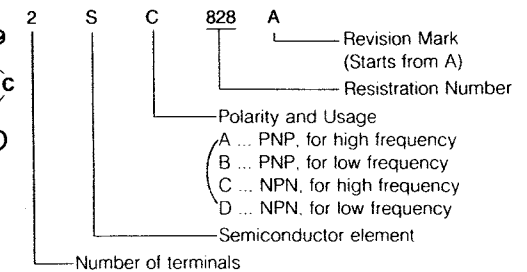 9 2 S C 828 A
Revision Mark
(Starts from A)
c
Resistration Number
Polarity and Usage
A ... PNP, for high frequency
B ... PNP, for low frequency
C ... NPN, for high frequency
D ... NPN, for low frequency
Semiconductor element
Number of terminals